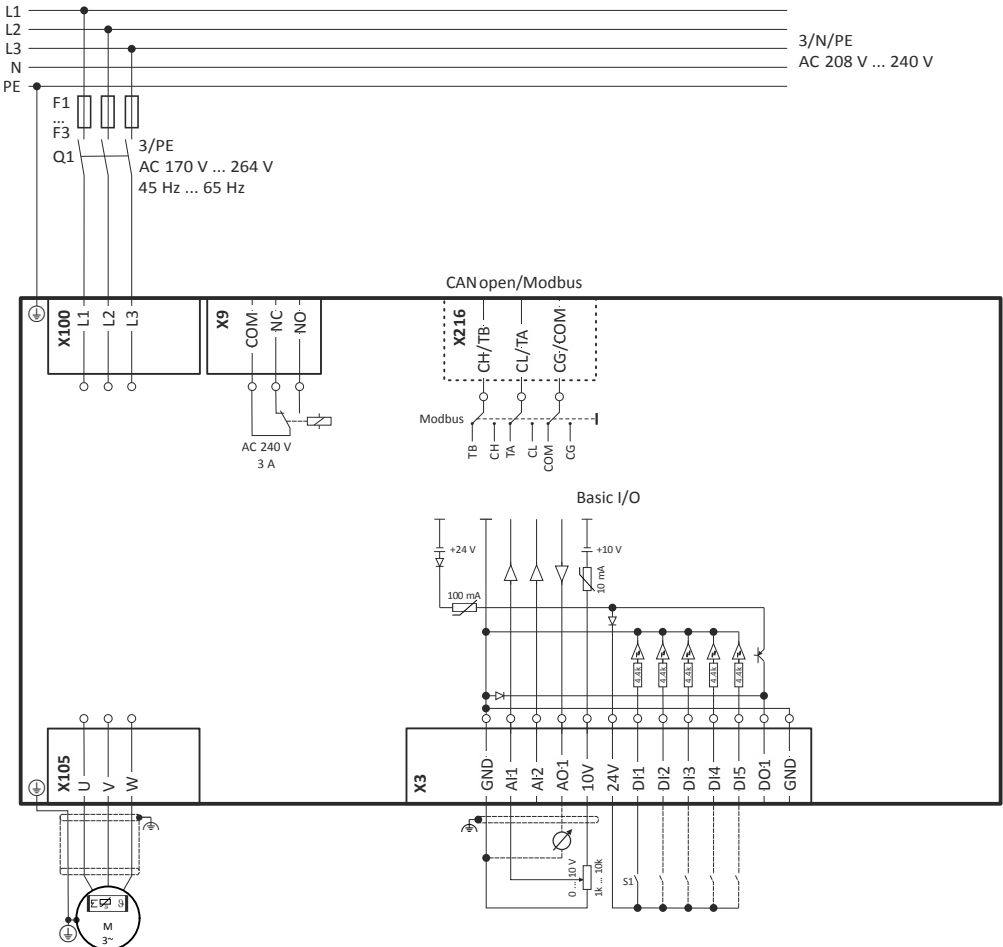 L1
L2
L3
N
PE
3/N/PE
AC 208 V ... 240 V
F1
...
F3
Q1
3/PE
AC 170 V ... 264 V
45 Hz ... 65 Hz
CANopen/Modbus
X100
L1
L2
L3
X9
COM
NC
NO
X216
CH/TB
CL/TA
CG/COM
AC 240 V
3 A
Modbus
TB
CH
TA
CL
COM
CG
Basic I/O
+24 V
+10 V
100 mA
10 mA
4.4k
4.4k
4.4k
4.4k
4.4k
X105
U
V
W
X3
GND
AI1
AI2
AO1
10V
24V
DI1
DI2
DI3
DI4
DI5
DO1
GND
0 ... 10 V
1k ... 10k
S1
ϑ
M
3~